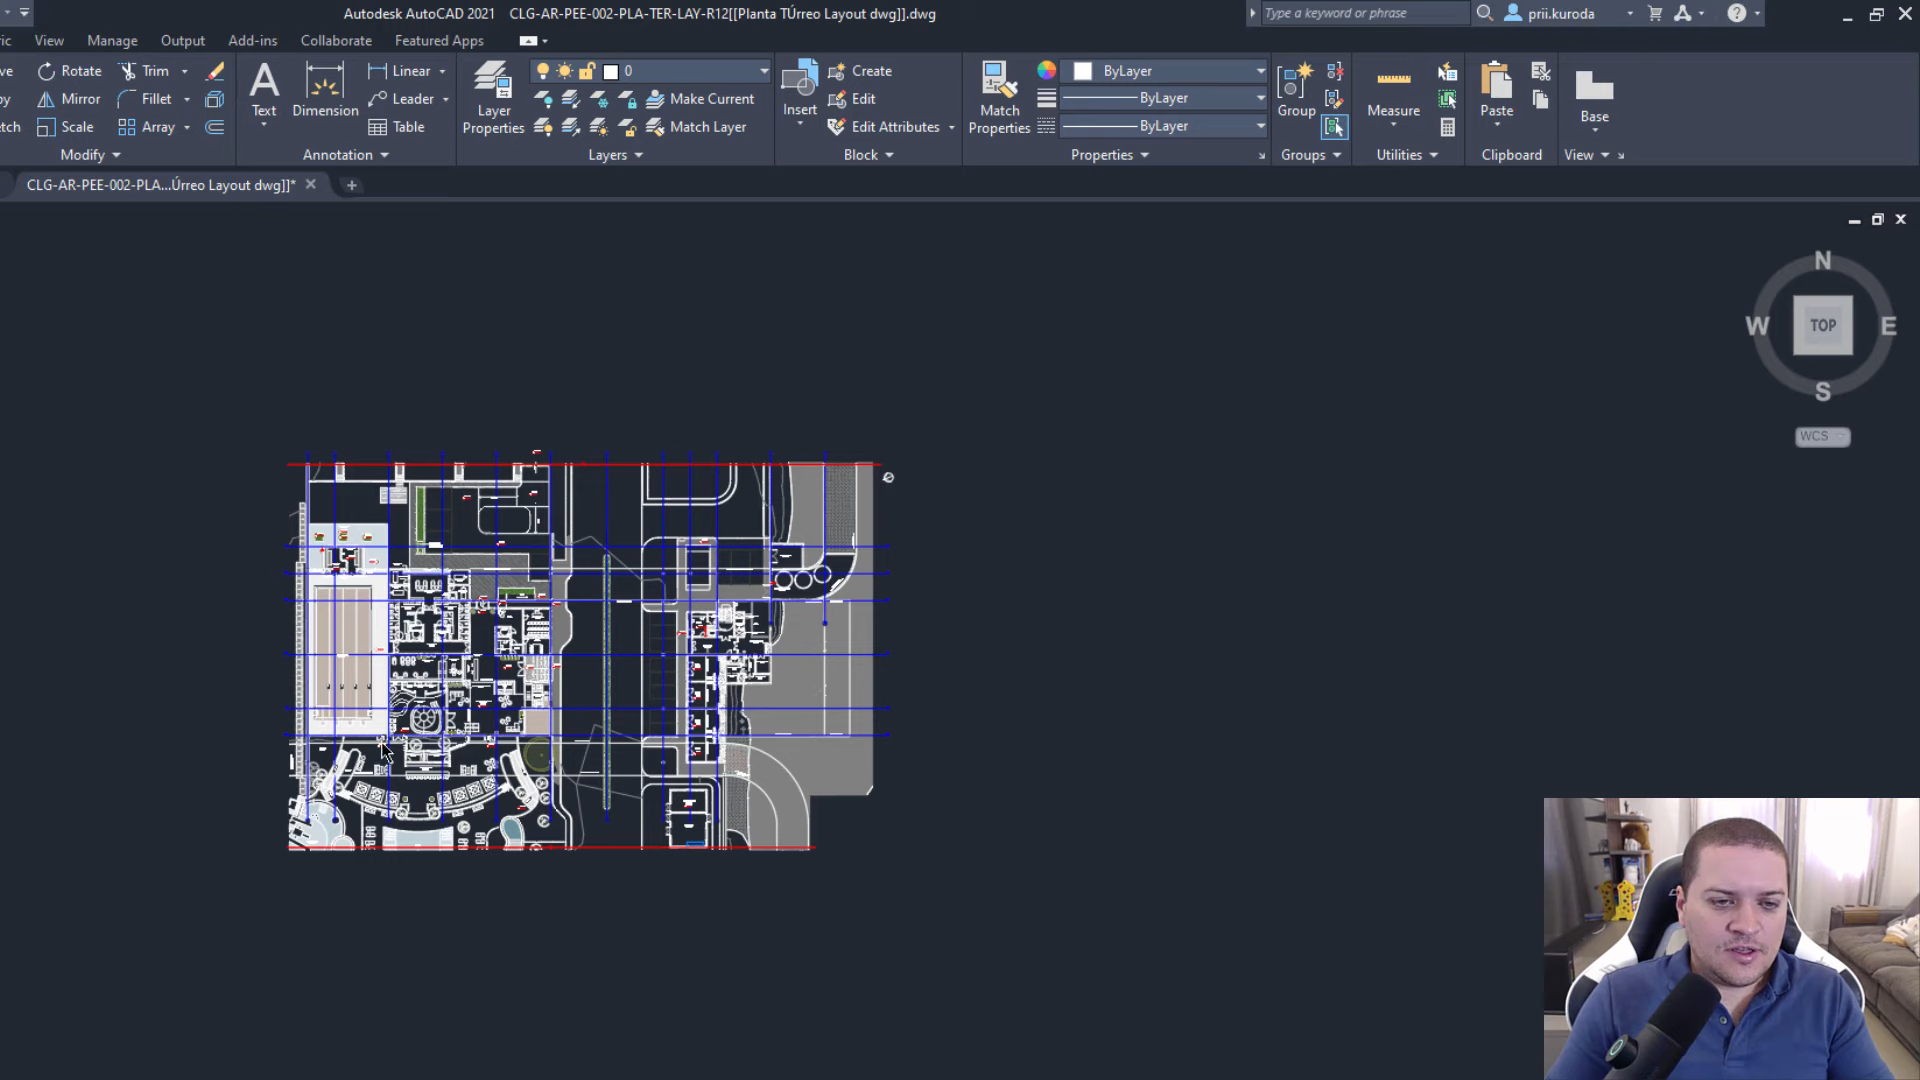 Autodesk AutoCAD 2021 CLG-AR-PEE-002-PLA-TER-LAY-R12[[Planta TÚrreo Layout dwg]].dwg
Type a keyword or phrase
prii.kuroda
ric View Manage Output Add-ins Collaborate Featured Apps
ve Rotate Trim
py Mirror Fillet
tch Scale Array
Modify
Text
Dimension
Linear
Leader
Table
Annotation
Layer Properties
0
Make Current
Match Layer
Layers
Insert
Create
Edit
Edit Attributes
Block
Match Properties
ByLayer
ByLayer
ByLayer
Properties
Group
Groups
Measure
Utilities
Paste
Clipboard
Base
View
CLG-AR-PEE-002-PLA...Úrreo Layout dwg]]*
N
W TOP E
S
WCS